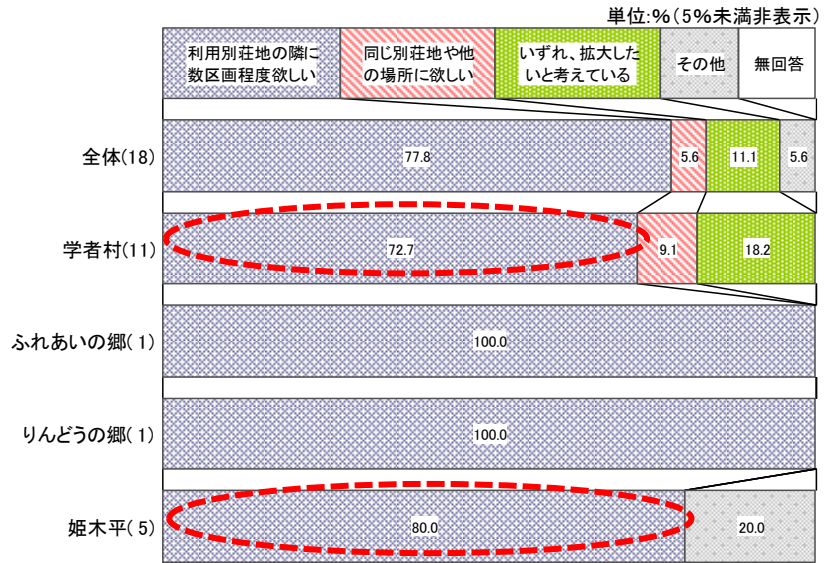 単位:%(5%未満非表示)
利用別荘地の隣に
数区画程度欲しい
同じ別荘地や他
の場所に欲しい
いずれ、拡大した
いと考えている
その他
無回答
全体(18)
77.8
5.6
11.1
5.6
学者村(11)
72.7
9.1
18.2
ふれあいの郷( 1)
100.0
りんどうの郷( 1)
100.0
姫木平( 5)
80.0
20.0